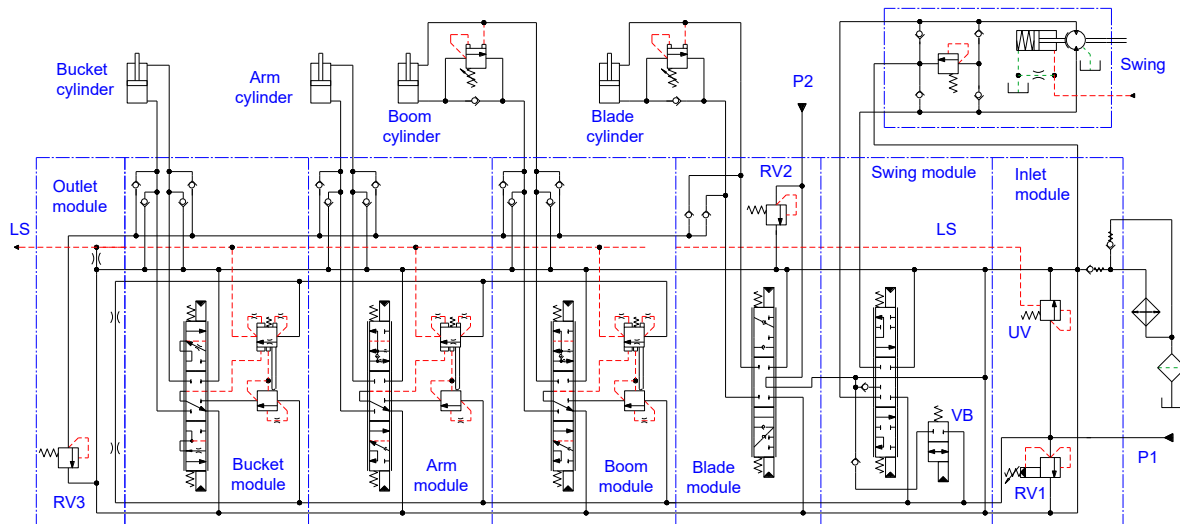 Bucket
cylinder
Arm
cylinder
Boom
cylinder
Blade
cylinder
P2
Swing
Outlet
module
RV2
Swing module
Inlet
module
LS
LS
UV
VB
P1
Bucket
module
Arm
module
Boom
module
Blade
module
RV3
RV1